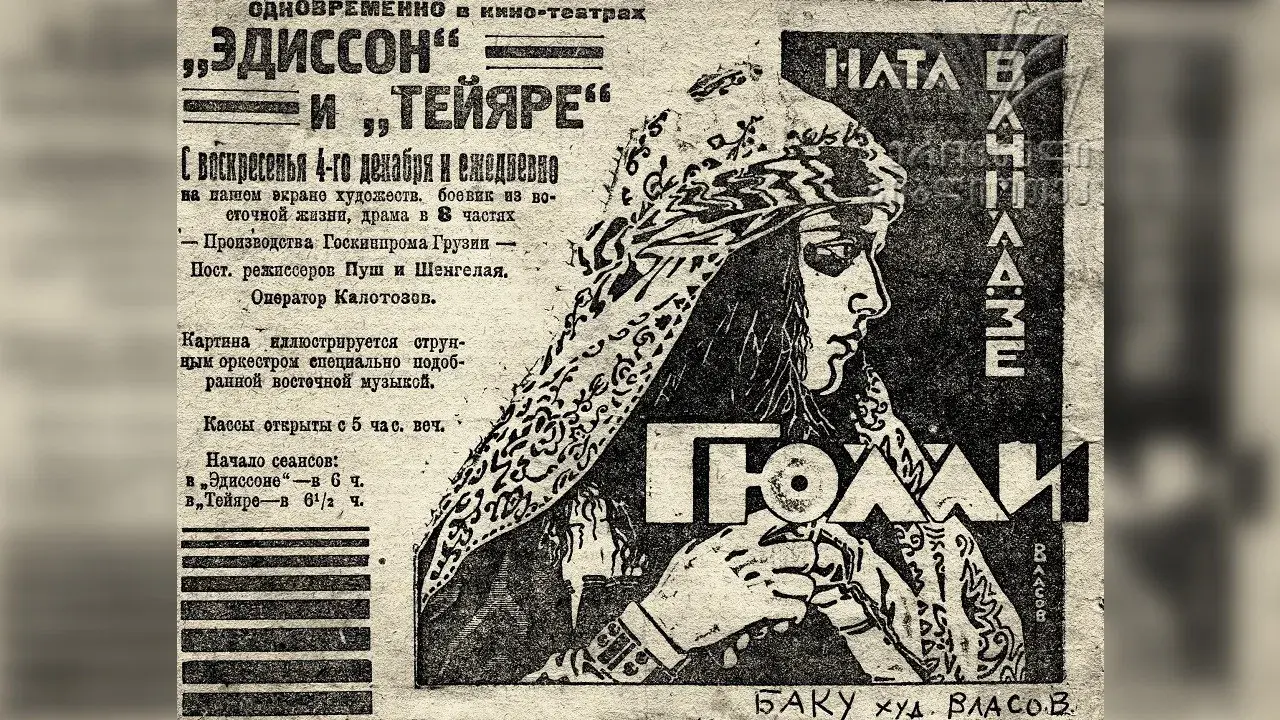 ОДНОВРЕМЕННО в кино-театрах
„ЭДИССОН“
и „ТЕЙЯРЕ“
С воскресенья 4-го декабря и ежедневно
на нашем экране художеств. боевик из во-
сточной жизни, драма в 8 частях
— Производства Госкинпрома Грузии —
Пост. режиссеров Пуш и Шенгелая.
Оператор Калотозов.
Картина иллюстрируется струн-
ным оркестром специально подоб-
ранной восточной музыкой.
Кассы открыты с 5 час. веч.
Начало сеансов:
в „Эдиссоне“—в 6 ч.
в „Тейяре—в 6½ ч.
НАТА
ВАЧНАДЗЕ
ГЮЛЛИ
ВЛАСОВ
БАКУ худ. ВЛАСОВ.